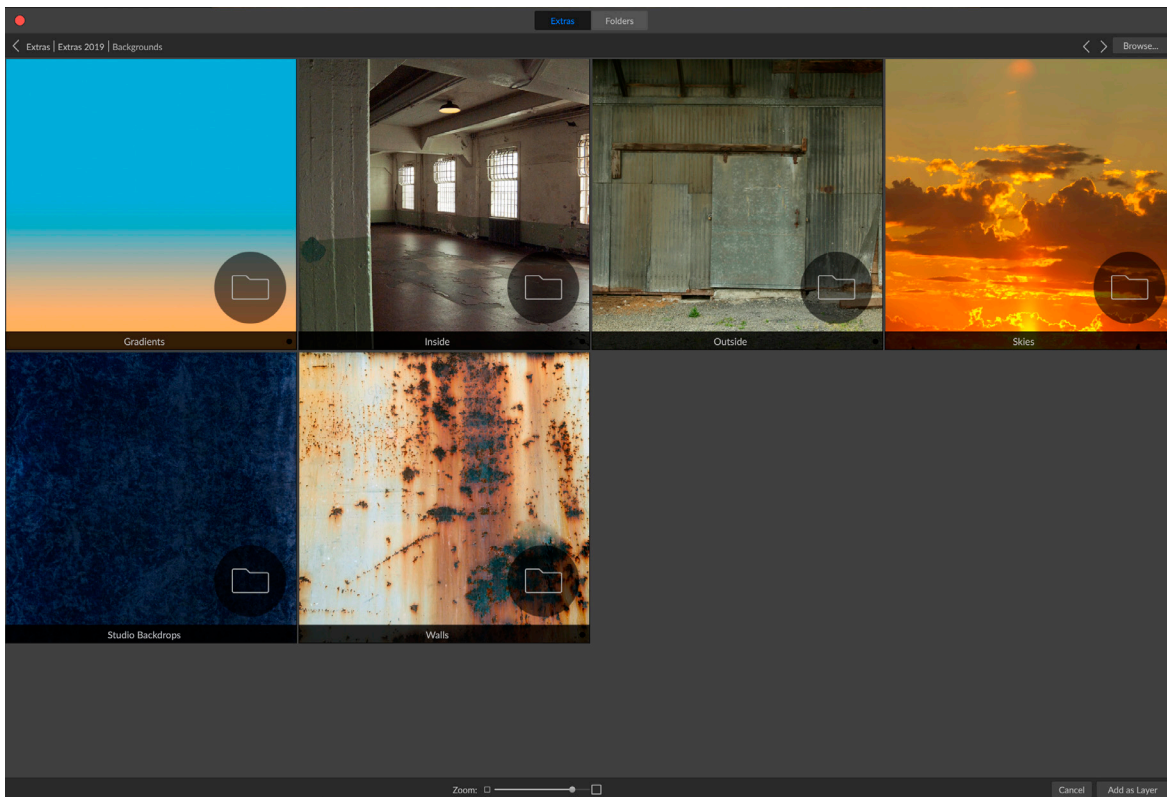 Extras Folders
Extras Extras 2019 Backgrounds Browse...
Gradients Inside Outside Skies
Studio Backdrops Walls
Zoom: Cancel Add as Layer